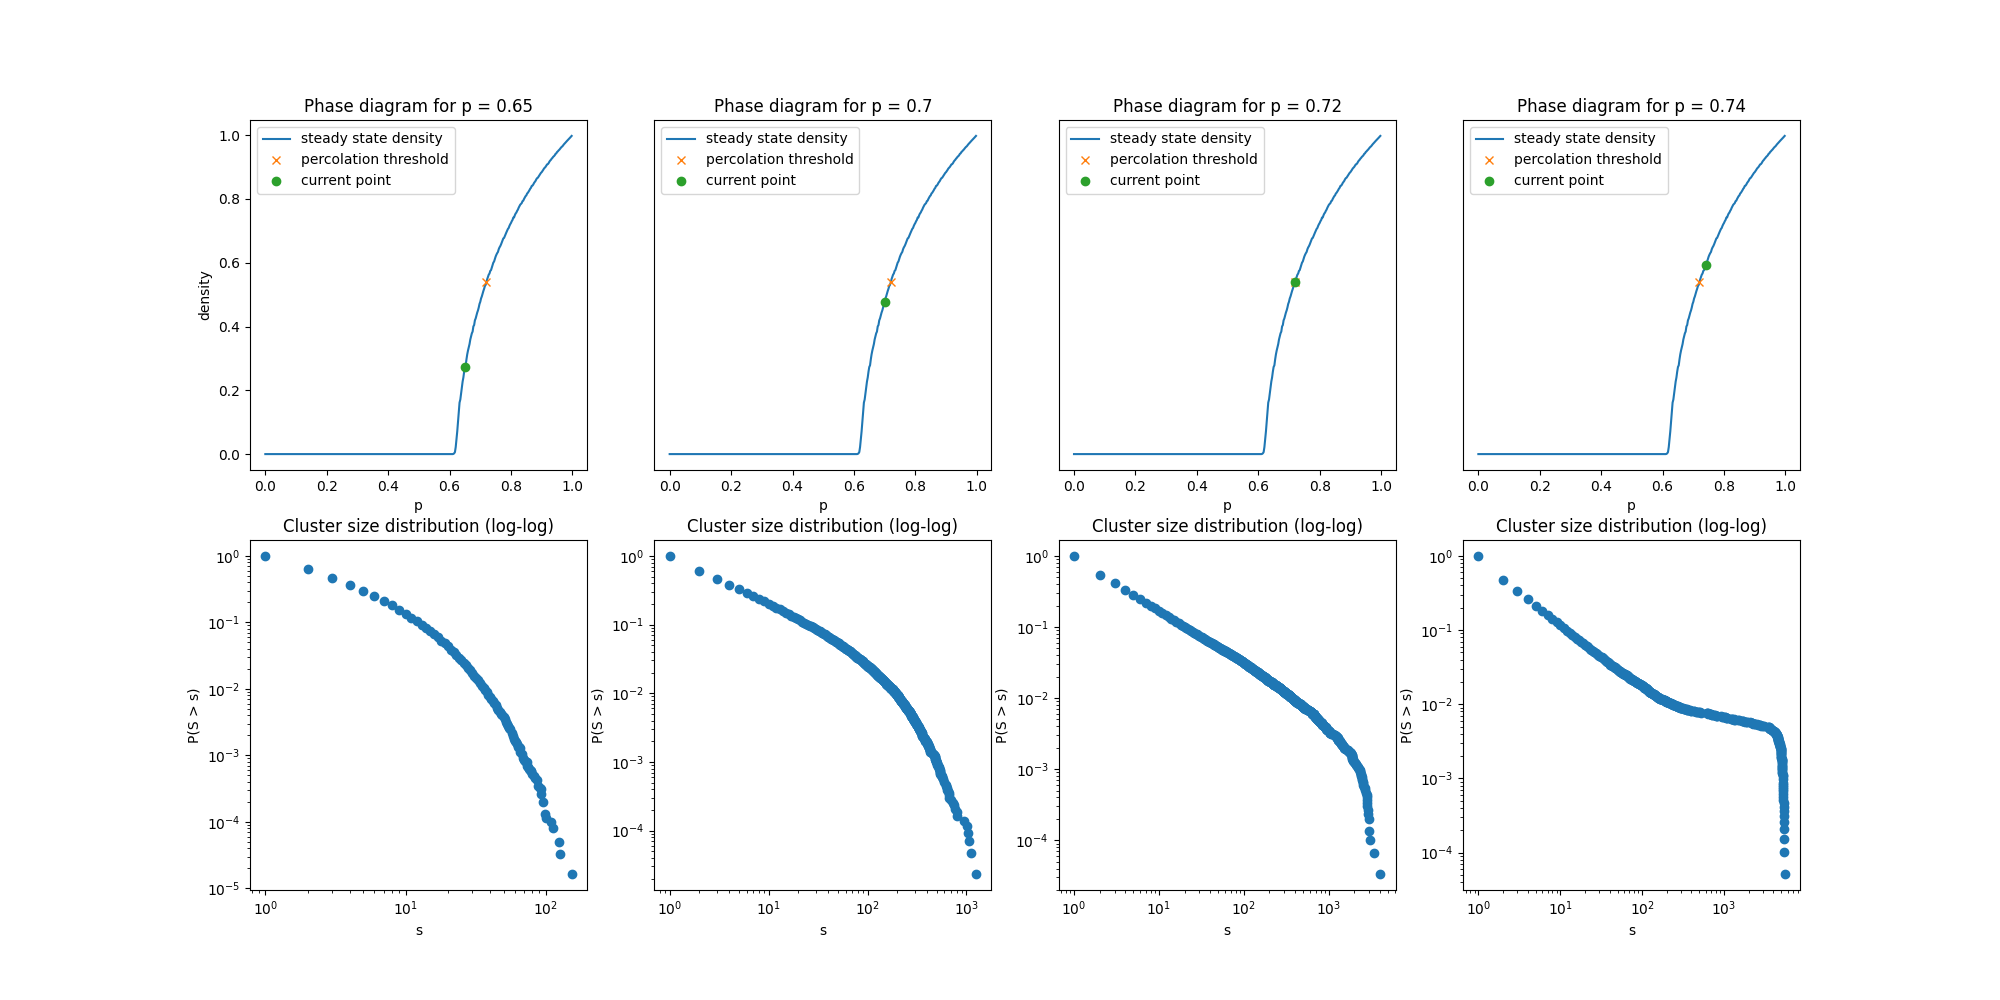 Phase diagram for p = 0.65
Phase diagram for p = 0.7
Phase diagram for p = 0.72
Phase diagram for p = 0.74
steady state density
percolation threshold
current point
steady state density
percolation threshold
current point
steady state density
percolation threshold
current point
steady state density
percolation threshold
current point
density
1.0
0.8
0.6
0.4
0.2
0.0
0.0 0.2 0.4 0.6 0.8 1.0
0.0 0.2 0.4 0.6 0.8 1.0
0.0 0.2 0.4 0.6 0.8 1.0
0.0 0.2 0.4 0.6 0.8 1.0
p
p
p
p
Cluster size distribution (log-log)
Cluster size distribution (log-log)
Cluster size distribution (log-log)
Cluster size distribution (log-log)
P(S > s)
10⁰
10⁻¹
10⁻²
10⁻³
10⁻⁴
10⁻⁵
10⁰ 10¹ 10²
s
P(S > s)
10⁰
10⁻¹
10⁻²
10⁻³
10⁻⁴
10⁰ 10¹ 10² 10³
s
P(S > s)
10⁰
10⁻¹
10⁻²
10⁻³
10⁻⁴
10⁰ 10¹ 10² 10³
s
P(S > s)
10⁰
10⁻¹
10⁻²
10⁻³
10⁻⁴
10⁰ 10¹ 10² 10³
s